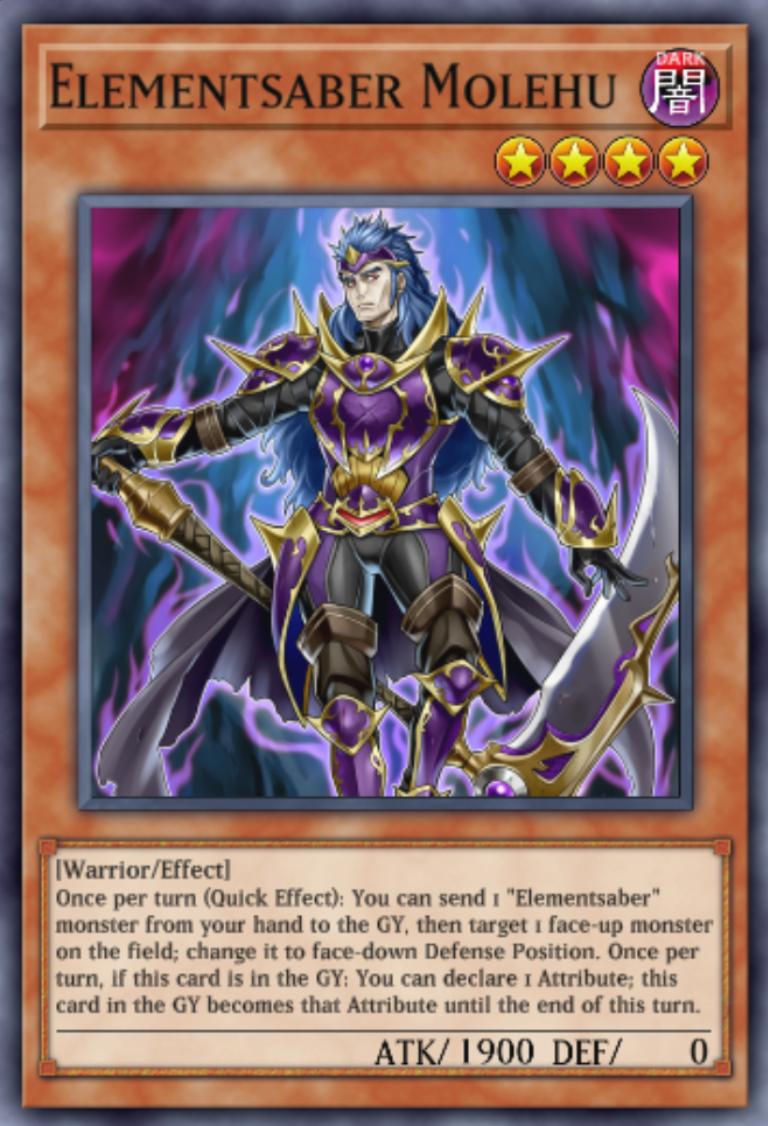 ELEMENTSABER MOLEHU
DARK
闇
[Warrior/Effect]
Once per turn (Quick Effect): You can send 1 "Elementsaber"
monster from your hand to the GY, then target 1 face-up monster
on the field; change it to face-down Defense Position. Once per
turn, if this card is in the GY: You can declare 1 Attribute; this
card in the GY becomes that Attribute until the end of this turn.
ATK/ 1900 DEF/ 0